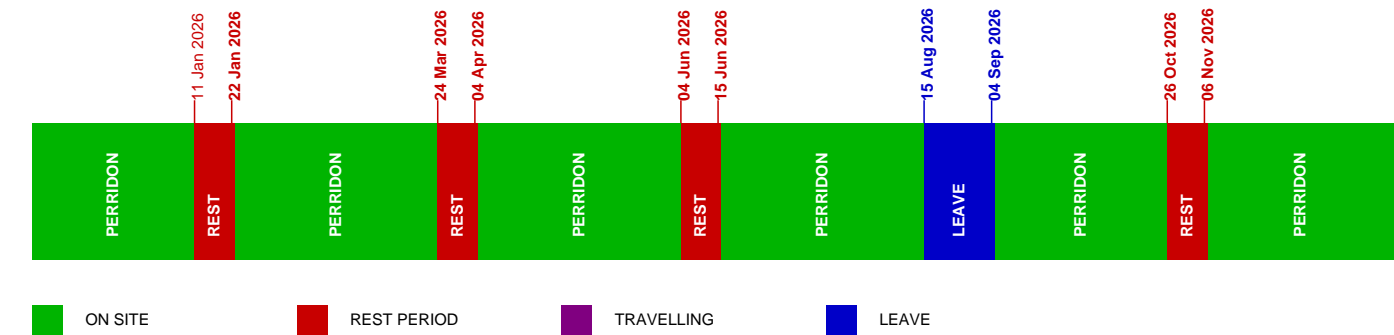 11 Jan 2026
22 Jan 2026
24 Mar 2026
04 Apr 2026
04 Jun 2026
15 Jun 2026
15 Aug 2026
04 Sep 2026
26 Oct 2026
06 Nov 2026
PERRIDON
REST
PERRIDON
REST
PERRIDON
REST
PERRIDON
LEAVE
PERRIDON
REST
PERRIDON
ON SITE
REST PERIOD
TRAVELLING
LEAVE